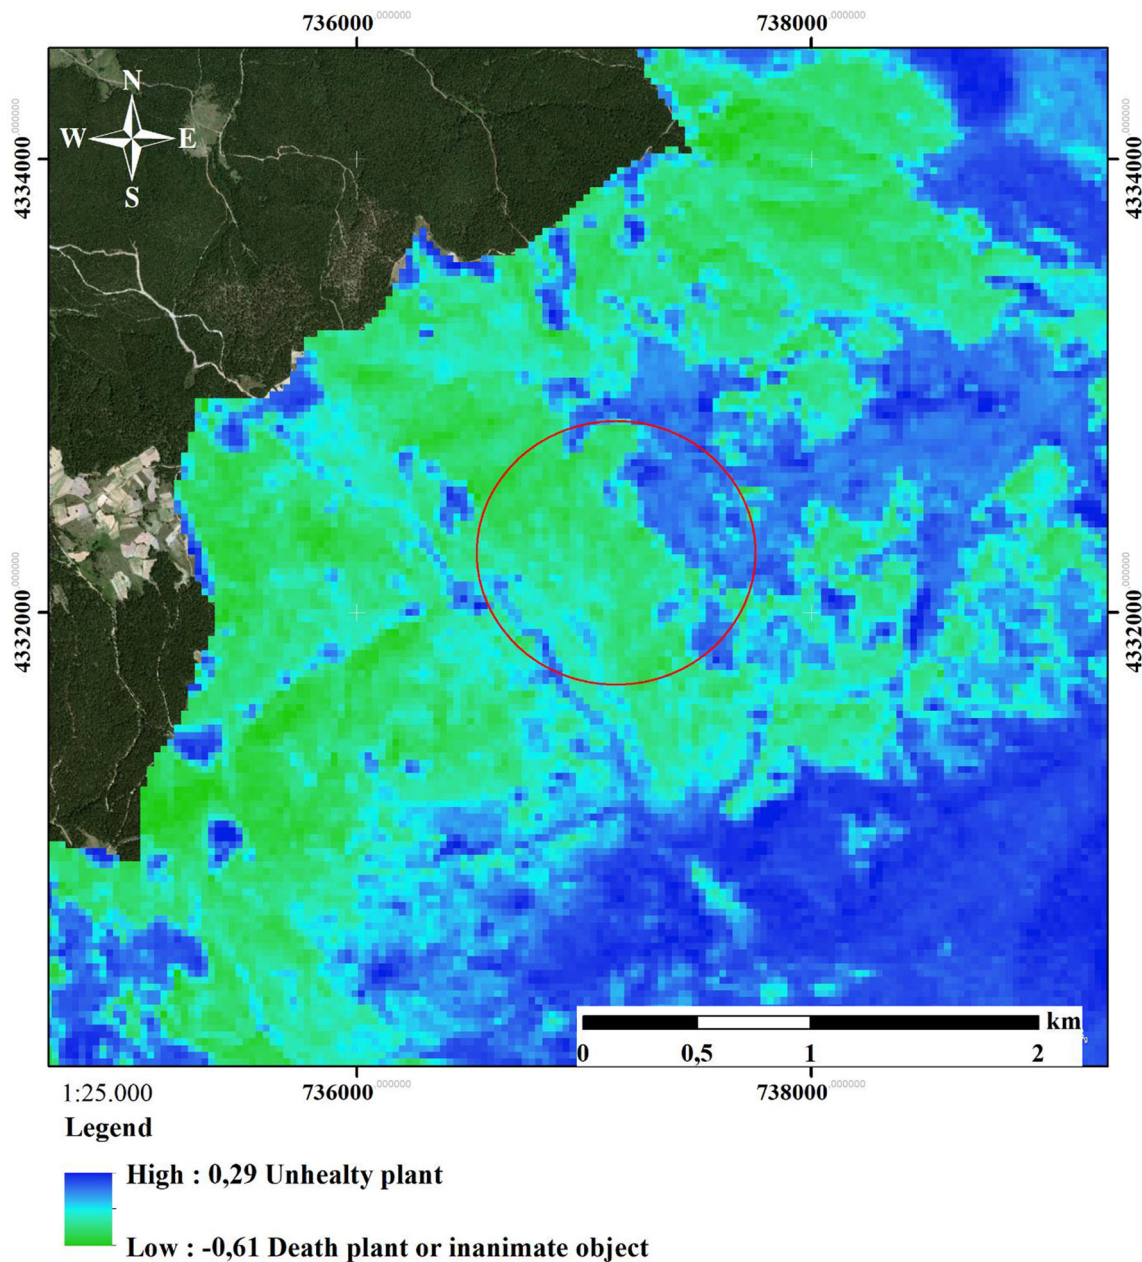 736000,000000 738000,000000
N
W E
S
4334000,000000 4334000,000000
4332000,000000 4332000,000000
km
0 0,5 1 2
736000,000000 738000,000000
1:25.000
Legend
High : 0,29 Unhealty plant
Low : -0,61 Death plant or inanimate object